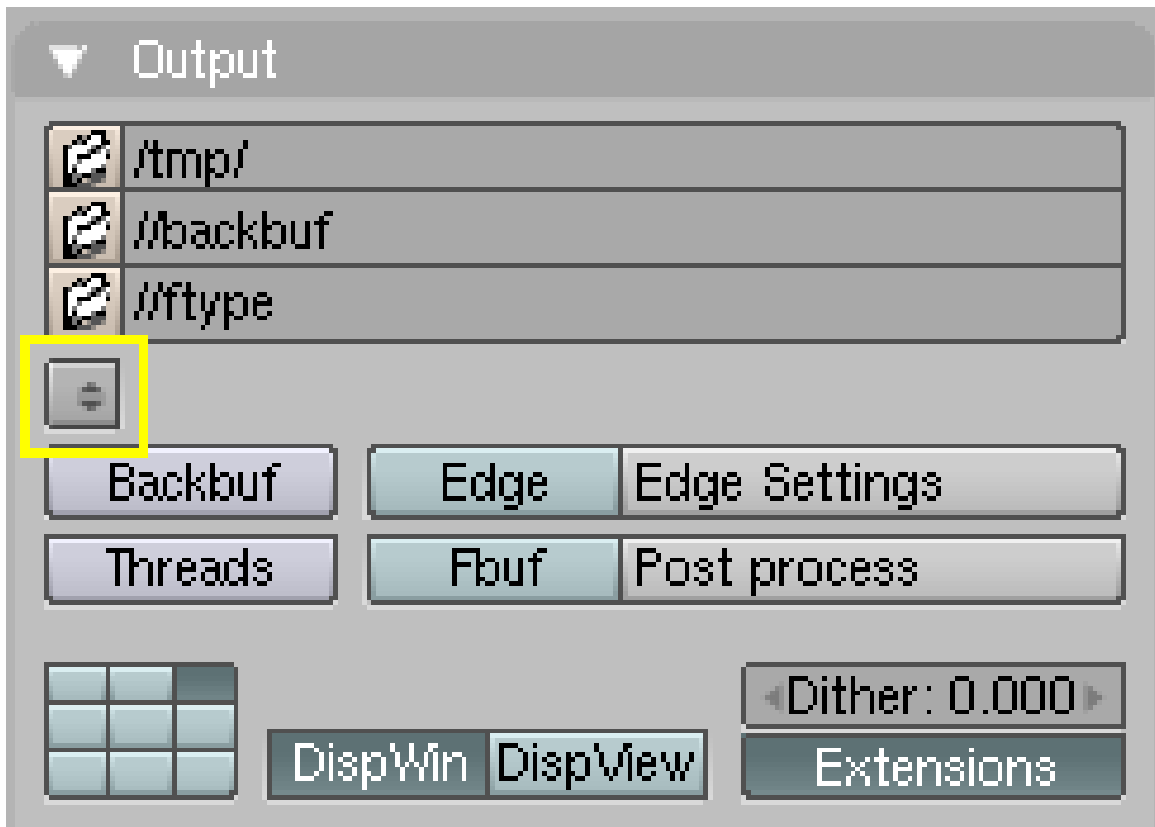 Output
/tmp/
//backbuf
//ftype
Backbuf Edge Edge Settings
Threads Fbuf Post process
Dither: 0.000
DispWin DispView Extensions